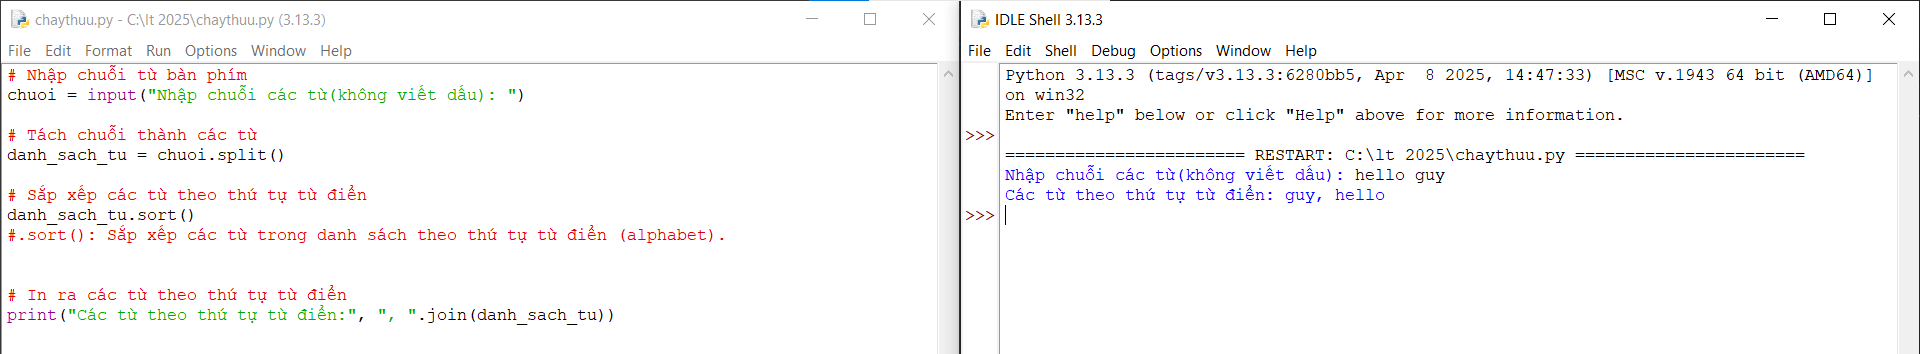 chaythuu.py - C:\lt 2025\chaythuu.py (3.13.3)
File Edit Format Run Options Window Help
# Nhập chuỗi từ bàn phím
chuoi = input("Nhập chuỗi các từ(không viết dấu): ")
# Tách chuỗi thành các từ
danh_sach_tu = chuoi.split()
# Sắp xếp các từ theo thứ tự từ điển
danh_sach_tu.sort()
#.sort(): Sắp xếp các từ trong danh sách theo thứ tự từ điển (alphabet).
# In ra các từ theo thứ tự từ điển
print("Các từ theo thứ tự từ điển:", ", ".join(danh_sach_tu))
IDLE Shell 3.13.3
File Edit Shell Debug Options Window Help
Python 3.13.3 (tags/v3.13.3:6280bb5, Apr  8 2025, 14:47:33) [MSC v.1943 64 bit (AMD64)]
on win32
Enter "help" below or click "Help" above for more information.
>>>
======================== RESTART: C:\lt 2025\chaythuu.py =======================
Nhập chuỗi các từ(không viết dấu): hello guy
Các từ theo thứ tự từ điển: guy, hello
>>>